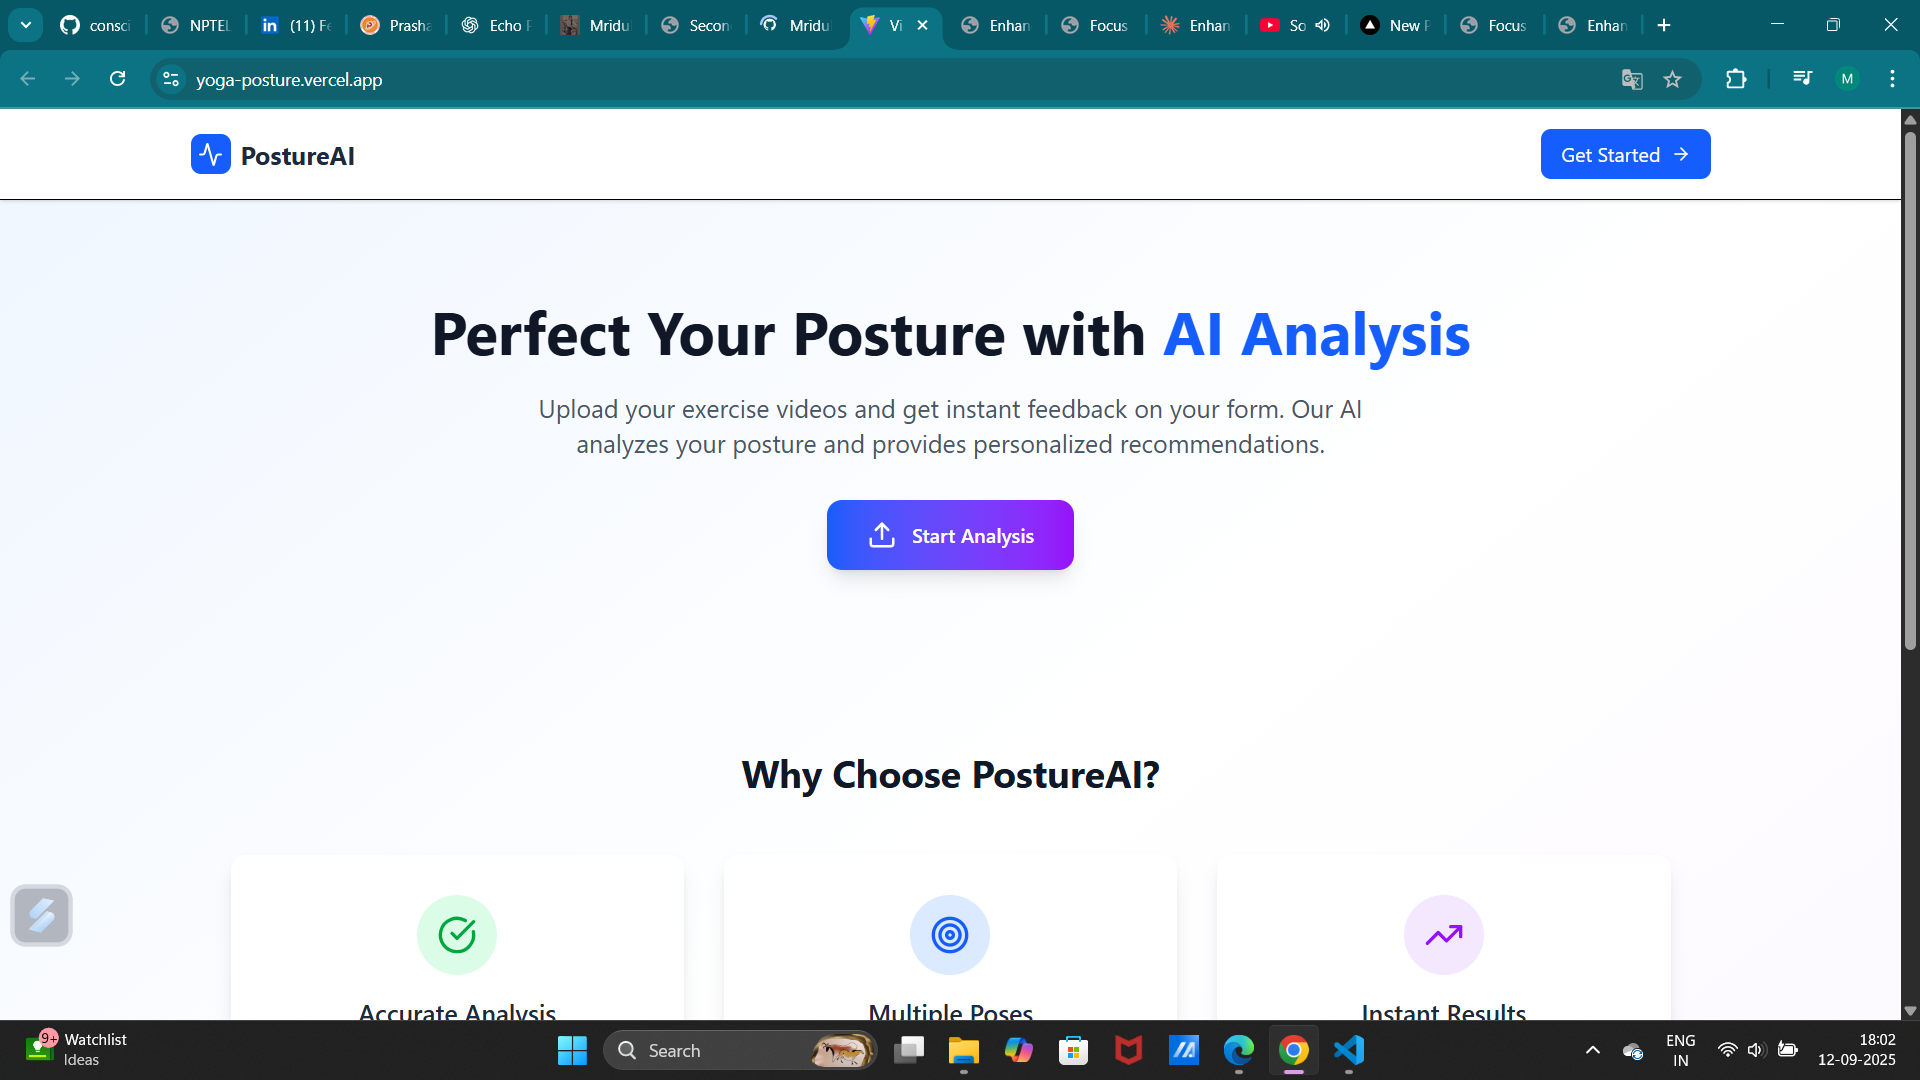 consci
NPTEL
(11) Fe
Prasha
Echo F
Mridul
Secon
Mridul
Vi
Enhan
Focus
Enhan
So
New P
Focus
Enhan
yoga-posture.vercel.app
M
PostureAI
Get Started
Perfect Your Posture with AI Analysis
Upload your exercise videos and get instant feedback on your form. Our AI
analyzes your posture and provides personalized recommendations.
Start Analysis
Why Choose PostureAI?
Accurate Analysis
Multiple Poses
Instant Results
9+
Watchlist
Ideas
Search
ENG
IN
18:02
12-09-2025